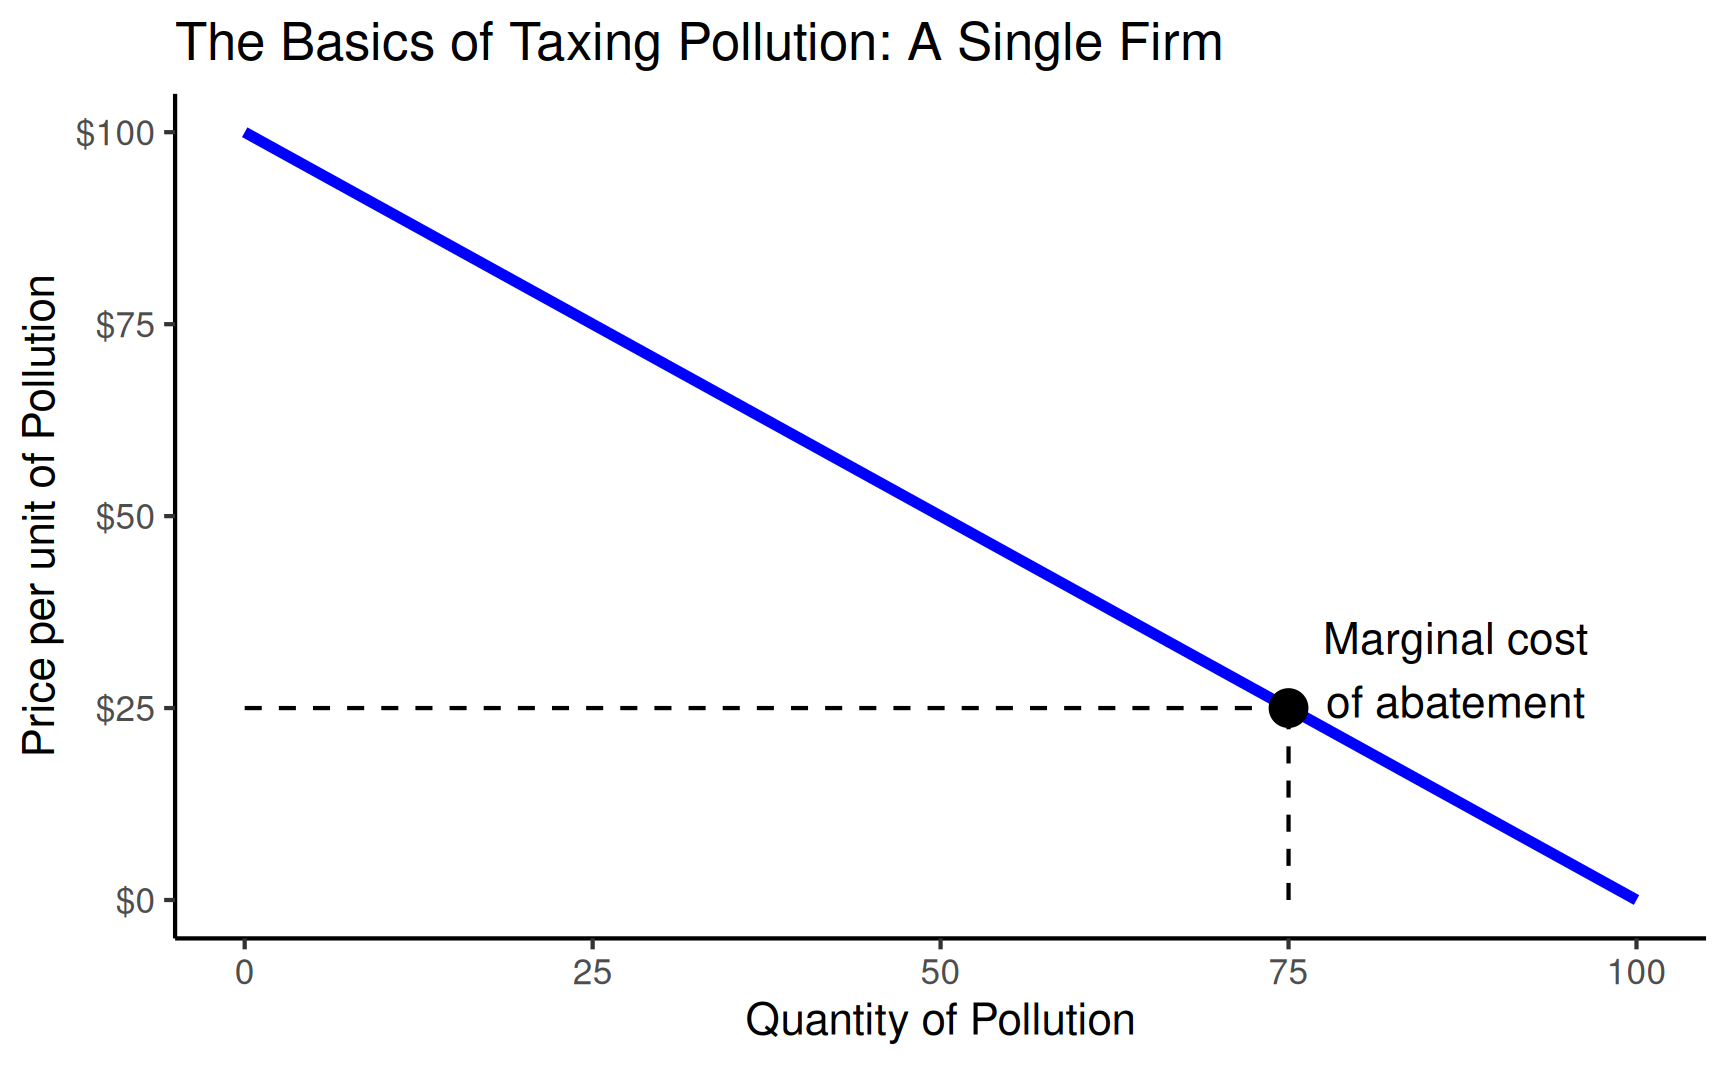 The Basics of Taxing Pollution: A Single Firm
Price per unit of Pollution
$100
$75
$50
$25
$0
Marginal cost
of abatement
0 25 50 75 100
Quantity of Pollution